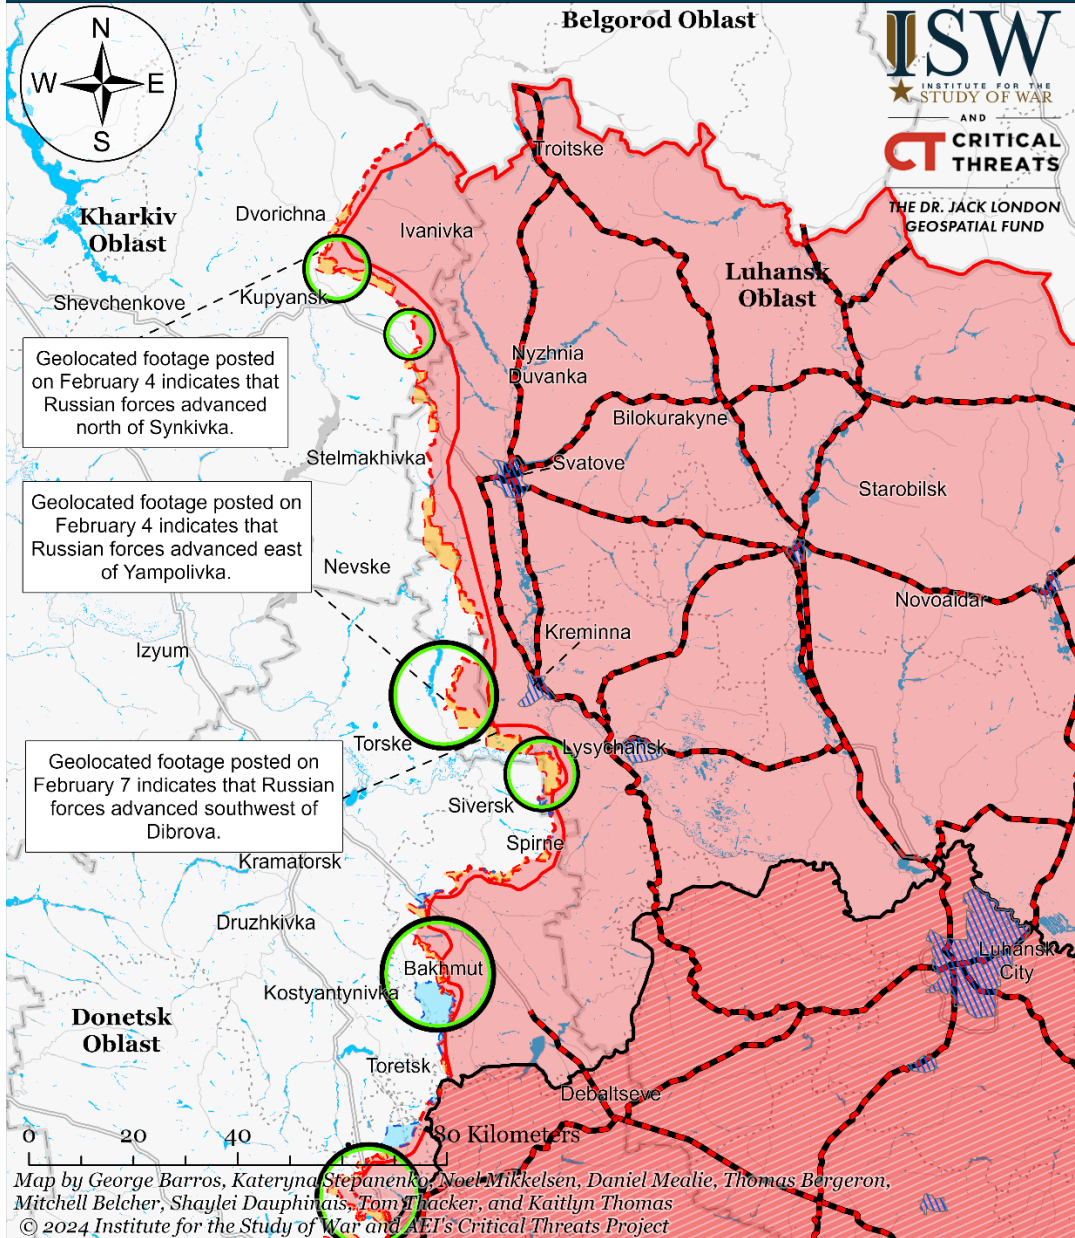 Belgorod Oblast
N
W
E
S
ISW
INSTITUTE FOR THE
STUDY OF WAR
AND
CT CRITICAL
THREATS
THE DR. JACK LONDON
GEOSPATIAL FUND
Troitske
Dvorichna
Kharkiv
Oblast
Ivanivka
Luhansk
Oblast
Shevchenkove
Kupyansk
Geolocated footage posted
on February 4 indicates that
Russian forces advanced
north of Synkivka.
Nyzhnia
Duvanka
Bilokurakyne
Stelmakhivka
Svatove
Starobilsk
Geolocated footage posted on
February 4 indicates that
Russian forces advanced east
of Yampolivka.
Nevske
Novoaidar
Kreminna
Izyum
Torske
Lysychansk
Geolocated footage posted on
February 7 indicates that Russian
forces advanced southwest of
Dibrova.
Siversk
Spirne
Kramatorsk
Druzhkivka
Luhansk
City
Bakhmut
Kostyantynivka
Donetsk
Oblast
Toretsk
Debaltseve
0 20 40 80 Kilometers
Map by George Barros, Kateryna Stepanenko, Noel Mikkelsen, Daniel Mealie, Thomas Bergeron,
Mitchell Belcher, Shaylei Dauphinais, Tom Thacker, and Kaitlyn Thomas
© 2024 Institute for the Study of War and AEI's Critical Threats Project